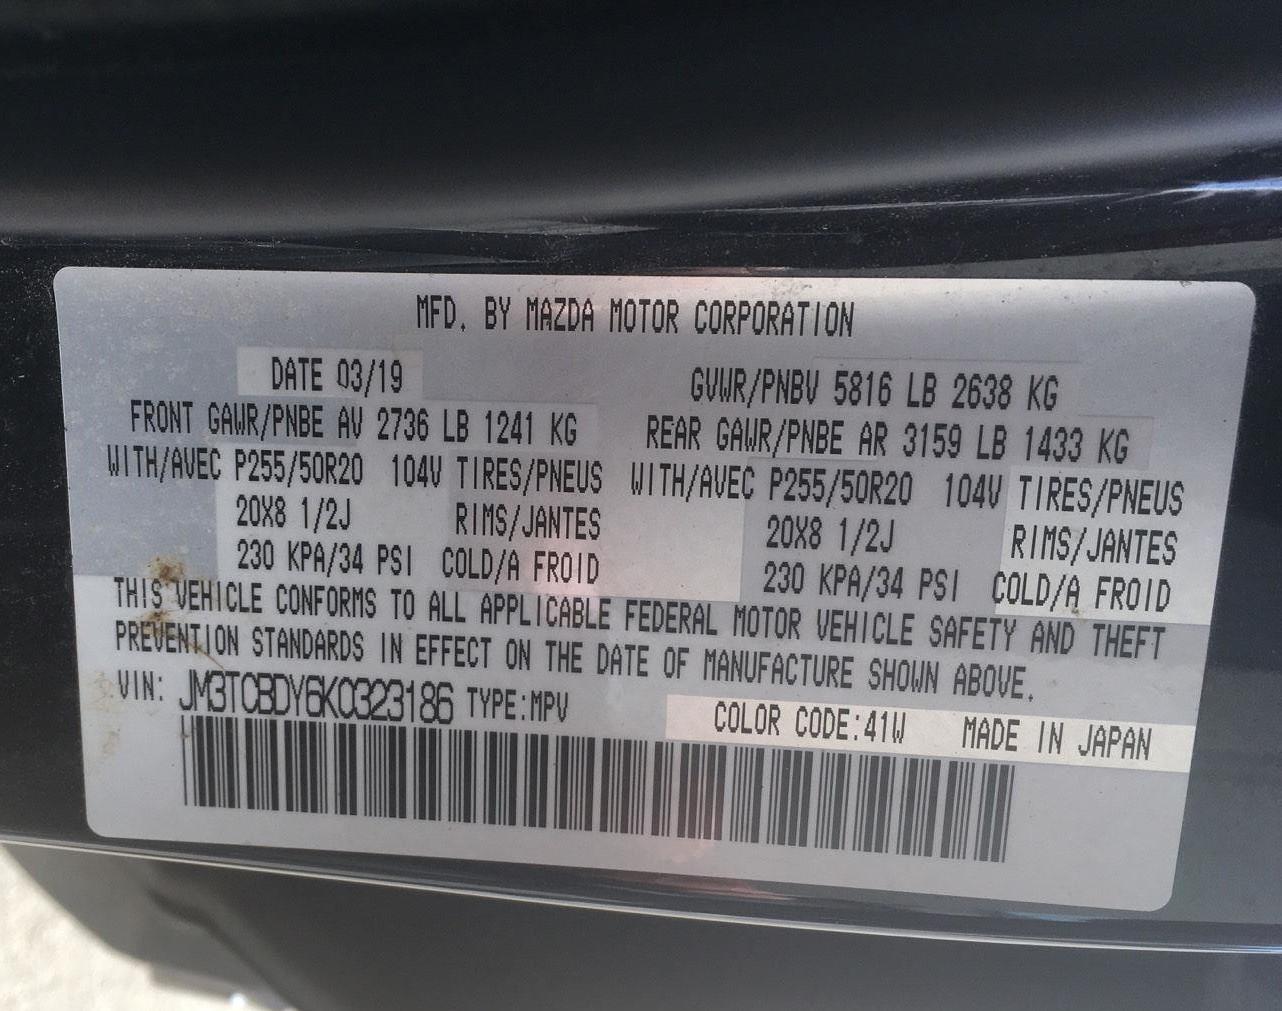 MFD. BY MAZDA MOTOR CORPORATION
DATE 03/19 GVWR/PNBV 5816 LB 2638 KG
FRONT GAWR/PNBE AV 2736 LB 1241 KG REAR GAWR/PNBE AR 3159 LB 1433 KG
WITH/AVEC P255/50R20 104V TIRES/PNEUS WITH/AVEC P255/50R20 104V TIRES/PNEUS
20X8 1/2J RIMS/JANTES 20X8 1/2J RIMS/JANTES
230 KPA/34 PSI COLD/A FROID 230 KPA/34 PSI COLD/A FROID
THIS VEHICLE CONFORMS TO ALL APPLICABLE FEDERAL MOTOR VEHICLE SAFETY AND THEFT
PREVENTION STANDARDS IN EFFECT ON THE DATE OF MANUFACTURE SHOWN ABOVE.
VIN: JM3TCBDY6K0323186 TYPE:MPV COLOR CODE:41W MADE IN JAPAN